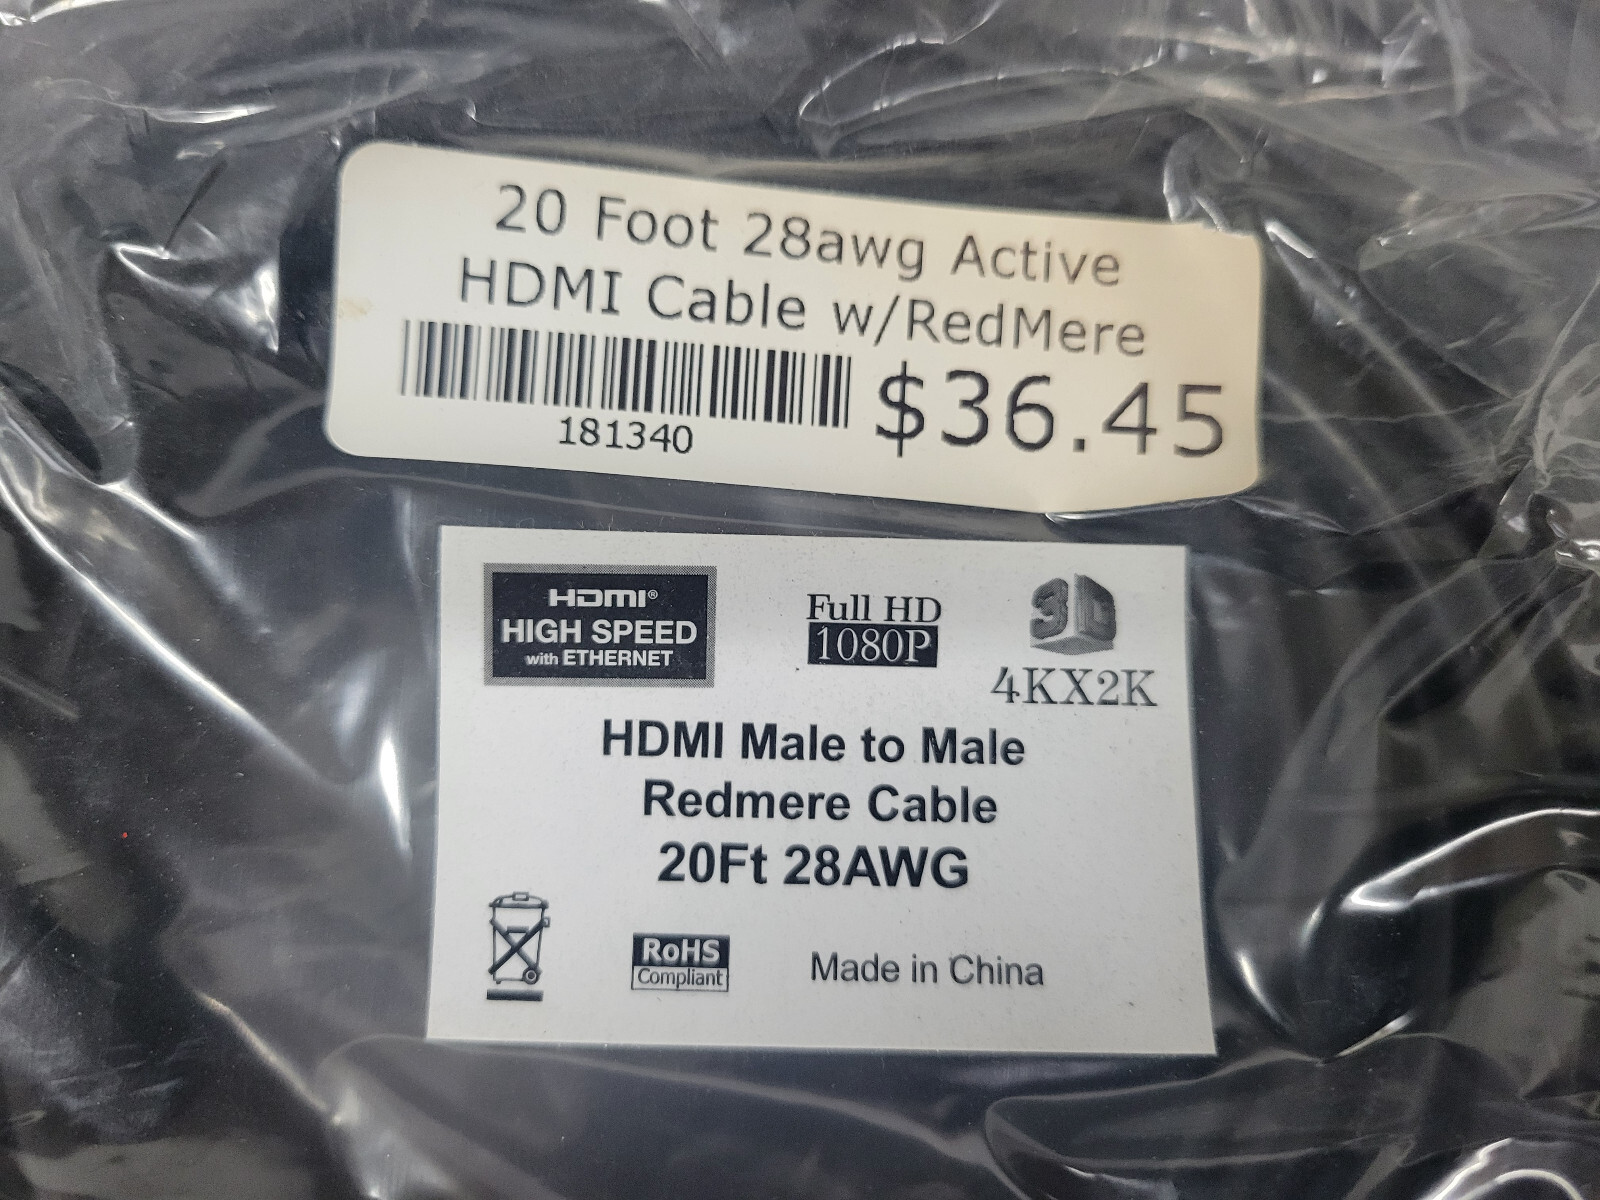 20 Foot 28awg Active
HDMI Cable w/RedMere
181340
$36.45
HDMI®
HIGH SPEED
with ETHERNET
Full HD
1080P
3D
4KX2K
HDMI Male to Male
Redmere Cable
20Ft 28AWG
RoHS
Compliant
Made in China